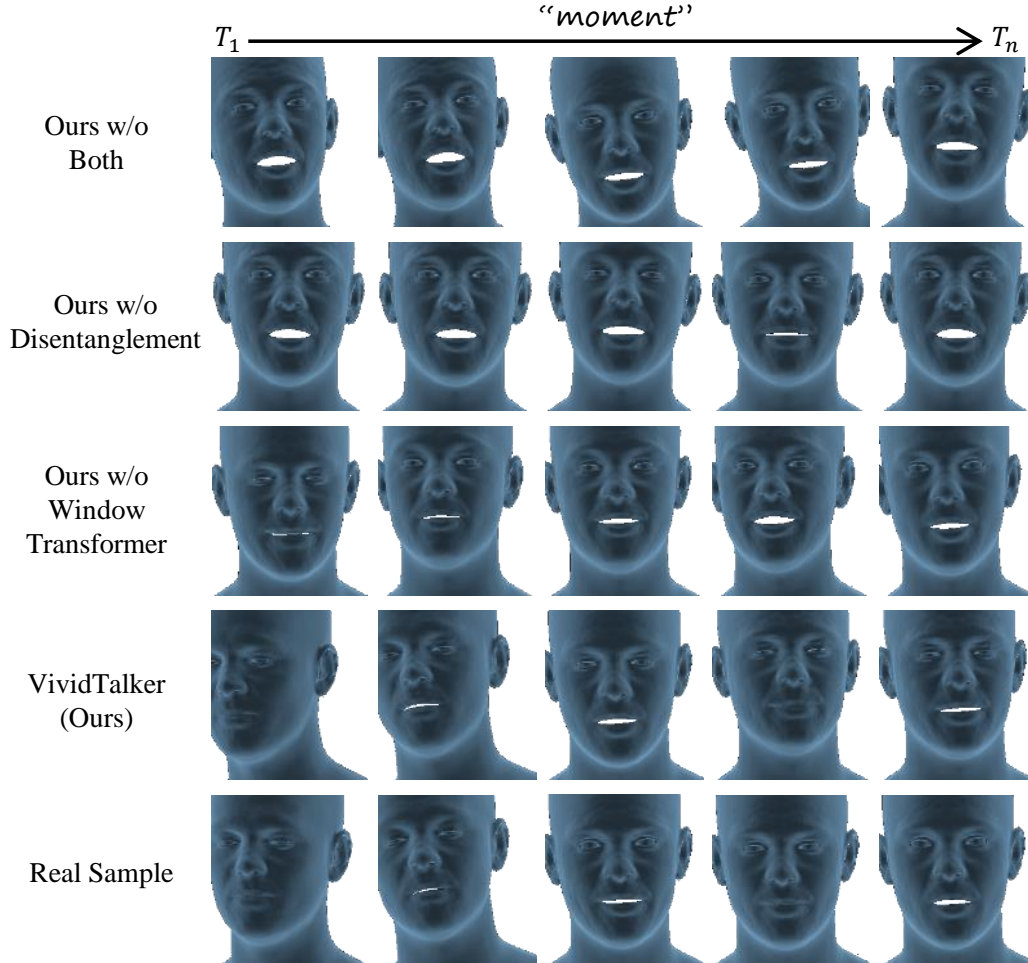 “moment”
T₁ Tₙ
Ours w/o
Both
Ours w/o
Disentanglement
Ours w/o
Window
Transformer
VividTalker
(Ours)
Real Sample